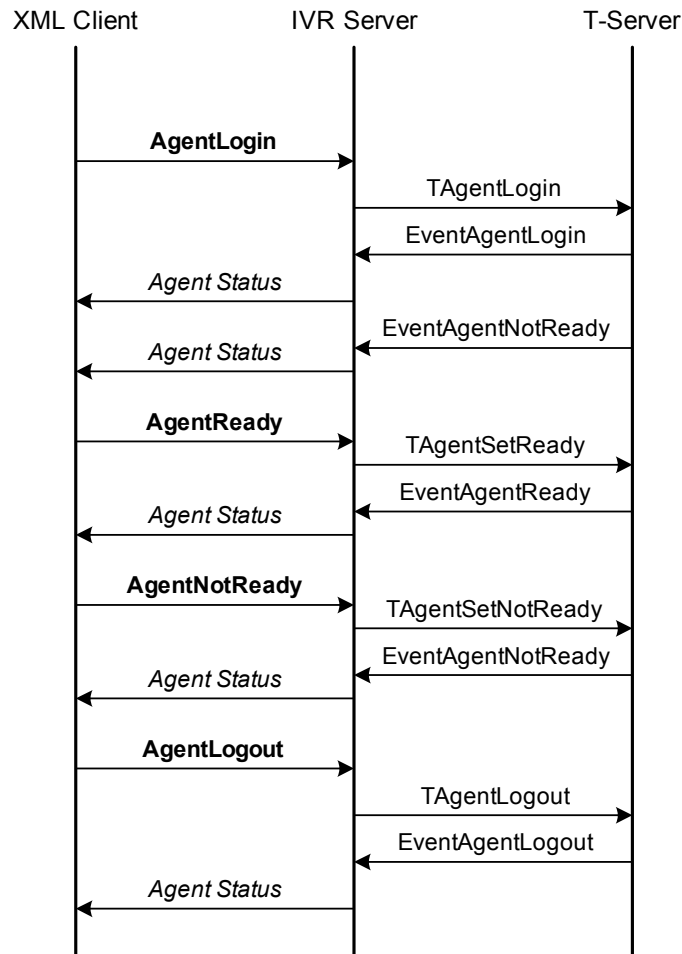 XML Client
IVR Server
T-Server
AgentLogin
TAgentLogin
EventAgentLogin
Agent Status
EventAgentNotReady
Agent Status
AgentReady
TAgentSetReady
EventAgentReady
Agent Status
AgentNotReady
TAgentSetNotReady
EventAgentNotReady
Agent Status
AgentLogout
TAgentLogout
EventAgentLogout
Agent Status